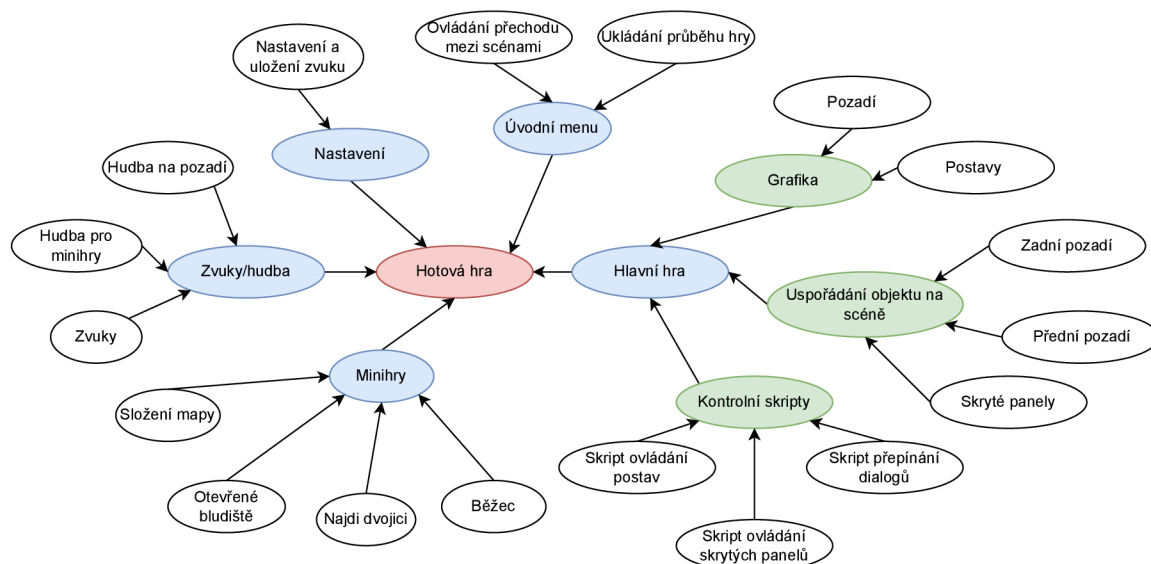 Ovládání přechodu
mezi scénami
Ukládání průběhu hry
Nastavení a
uložení zvuku
Pozadí
Úvodní menu
Nastavení
Hudba na pozadí
Grafika
Postavy
Hudba pro
minihry
Zvuky/hudba
Hotová hra
Hlavní hra
Zadní pozadí
Uspořádání objektu na
scéně
Zvuky
Přední pozadí
Minihry
Složení mapy
Kontrolní skripty
Skryté panely
Skript ovládání
postav
Skript přepínání
dialogů
Otevřené
bludiště
Najdi dvojici
Běžec
Skript ovládání
skrytých panelů